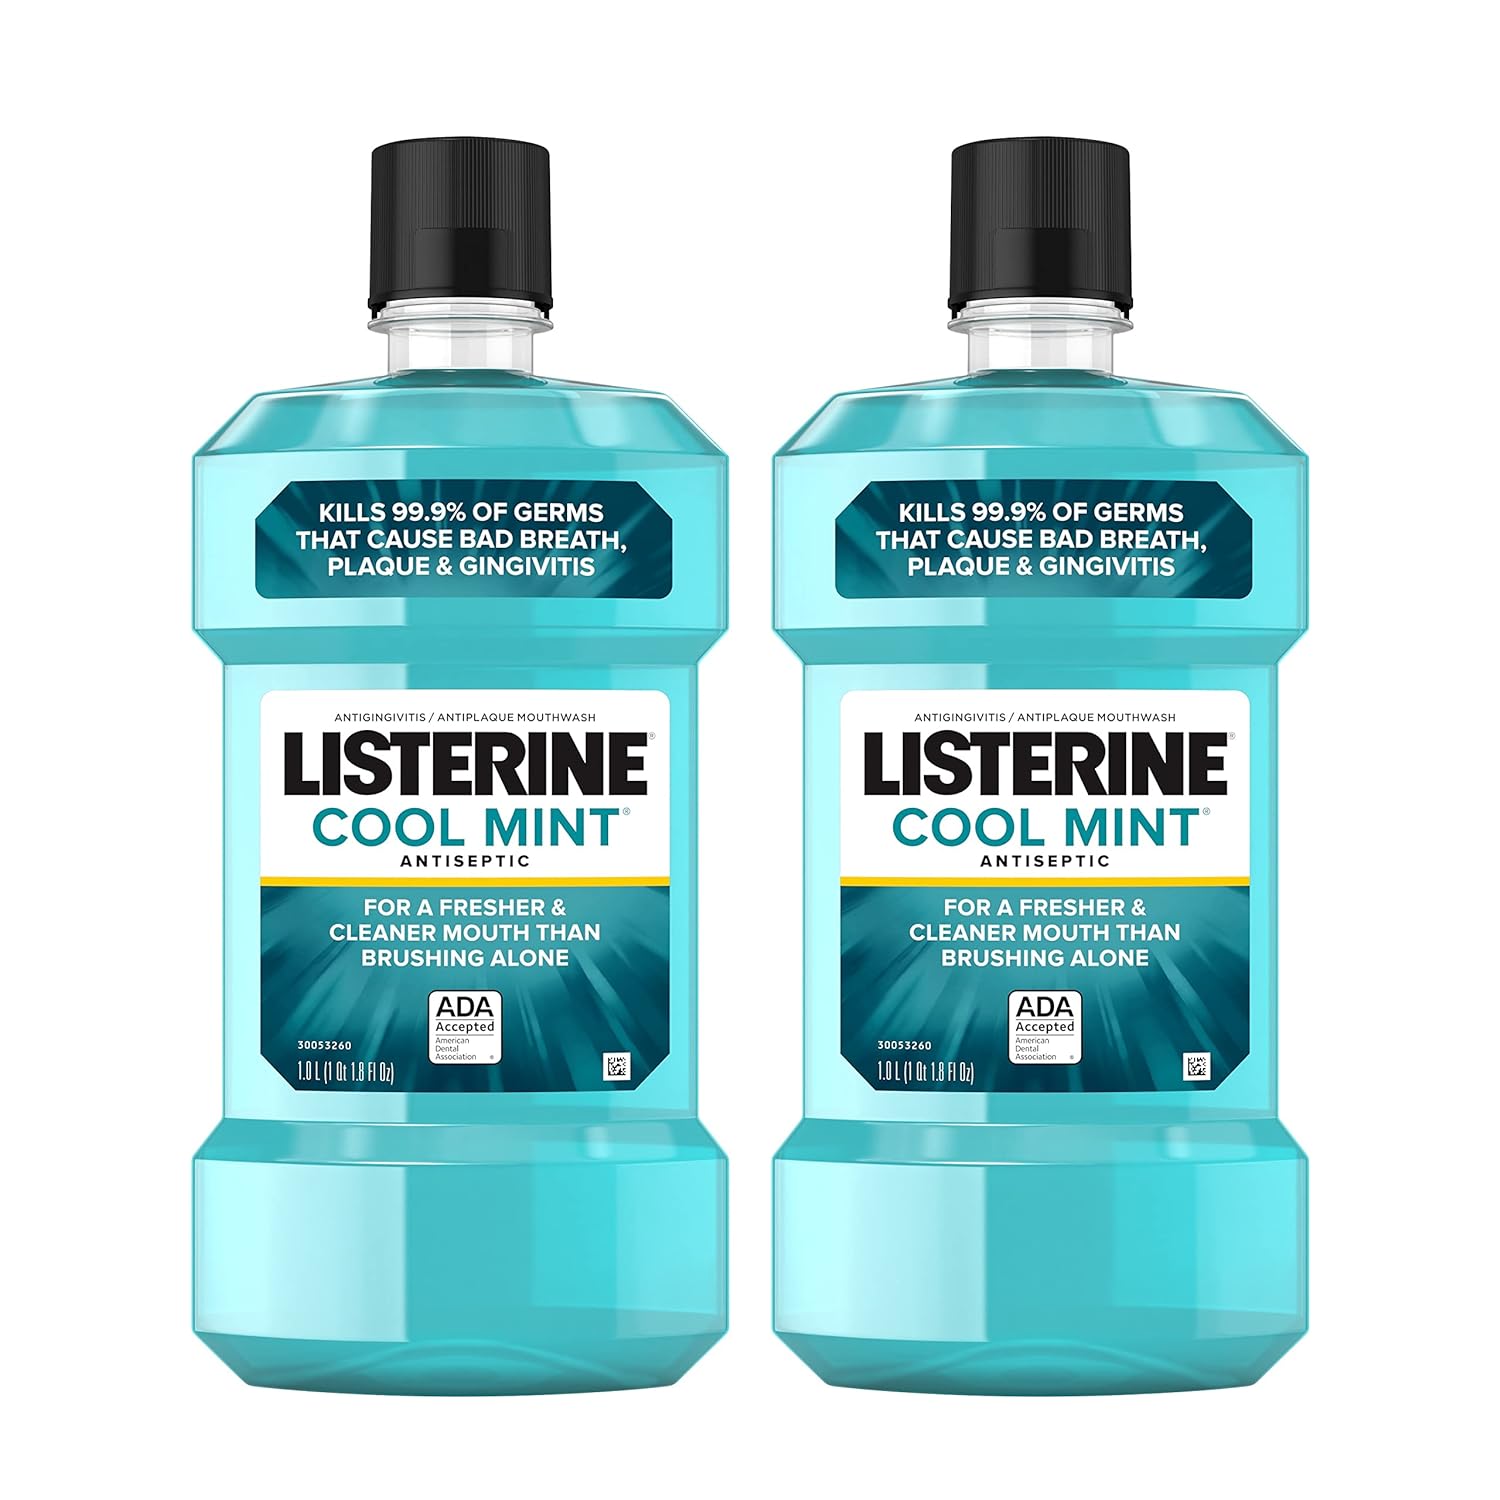 KILLS 99.9% OF GERMS
THAT CAUSE BAD BREATH,
PLAQUE & GINGIVITIS
ANTIGINGIVITIS / ANTIPLAQUE MOUTHWASH
LISTERINE®
COOL MINT®
ANTISEPTIC
FOR A FRESHER &
CLEANER MOUTH THAN
BRUSHING ALONE
ADA
Accepted
American
Dental
Association ®
30053260
1.0 L (1 Qt 1.8 Fl Oz)
KILLS 99.9% OF GERMS
THAT CAUSE BAD BREATH,
PLAQUE & GINGIVITIS
ANTIGINGIVITIS / ANTIPLAQUE MOUTHWASH
LISTERINE®
COOL MINT®
ANTISEPTIC
FOR A FRESHER &
CLEANER MOUTH THAN
BRUSHING ALONE
ADA
Accepted
American
Dental
Association ®
30053260
1.0 L (1 Qt 1.8 Fl Oz)